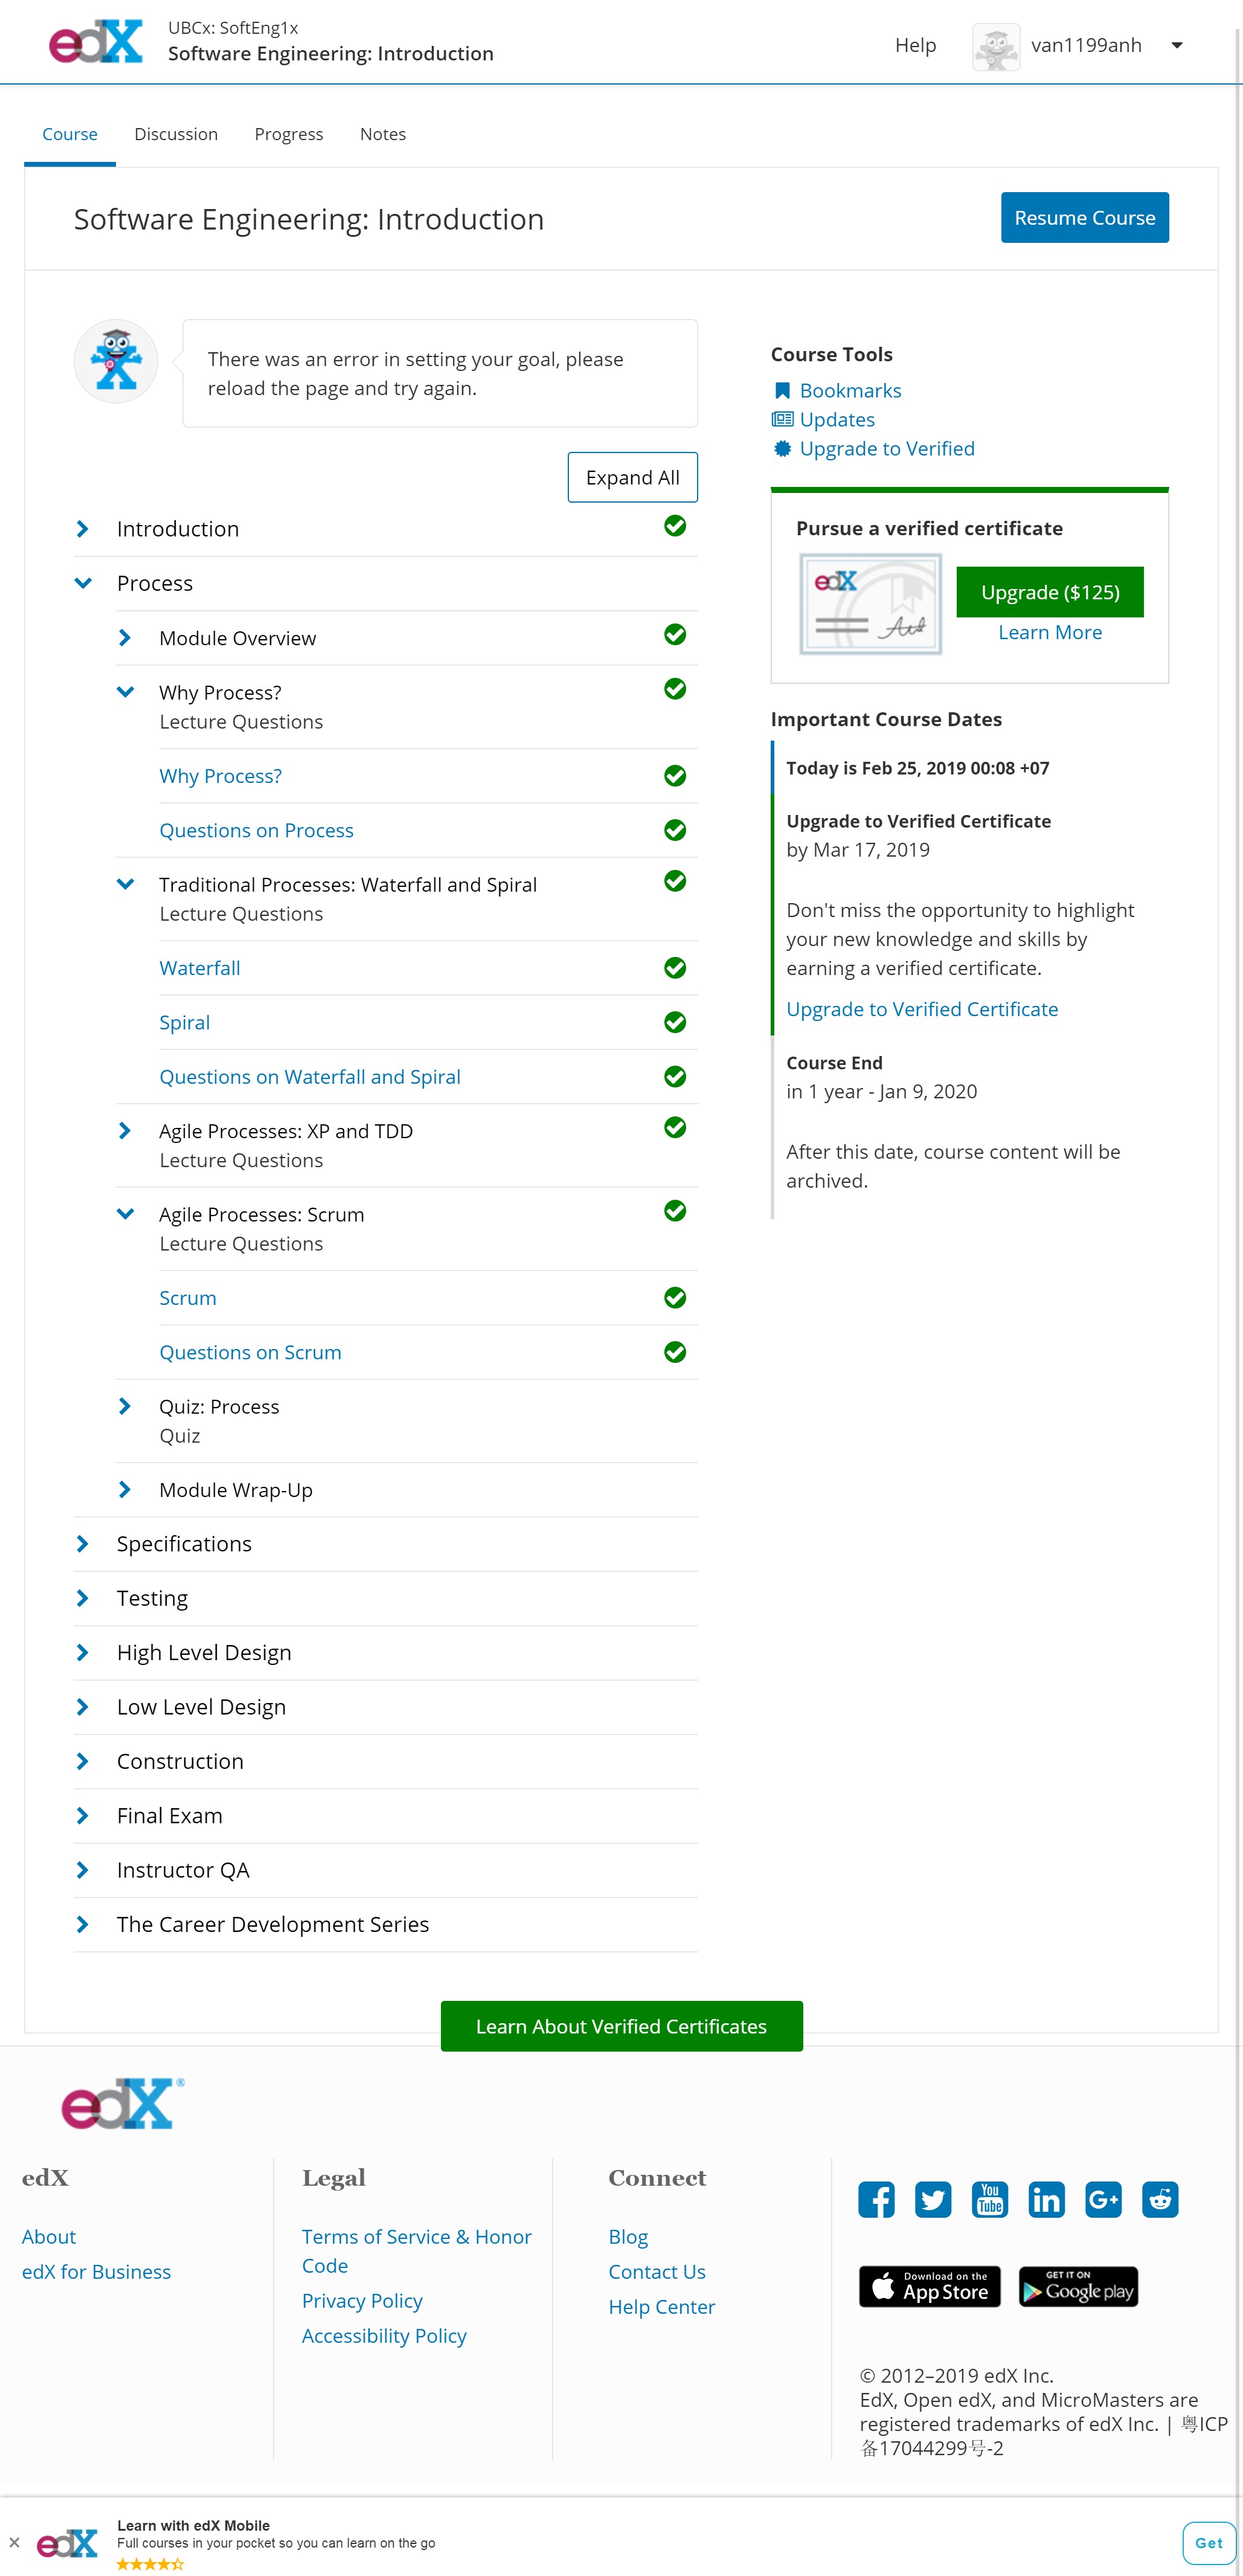 edX
UBCx: SoftEng1x
Software Engineering: Introduction
Help
van1199anh
Course
Discussion
Progress
Notes
Software Engineering: Introduction
Resume Course
There was an error in setting your goal, please
reload the page and try again.
Expand All
Introduction
Process
Module Overview
Why Process?
Lecture Questions
Why Process?
Questions on Process
Traditional Processes: Waterfall and Spiral
Lecture Questions
Waterfall
Spiral
Questions on Waterfall and Spiral
Agile Processes: XP and TDD
Lecture Questions
Agile Processes: Scrum
Lecture Questions
Scrum
Questions on Scrum
Quiz: Process
Quiz
Module Wrap-Up
Specifications
Testing
High Level Design
Low Level Design
Construction
Final Exam
Instructor QA
The Career Development Series
Course Tools
Bookmarks
Updates
Upgrade to Verified
Pursue a verified certificate
edX
Upgrade ($125)
Learn More
Important Course Dates
Today is Feb 25, 2019 00:08 +07
Upgrade to Verified Certificate
by Mar 17, 2019
Don't miss the opportunity to highlight
your new knowledge and skills by
earning a verified certificate.
Upgrade to Verified Certificate
Course End
in 1 year - Jan 9, 2020
After this date, course content will be
archived.
Learn About Verified Certificates
edX®
edX
About
edX for Business
Legal
Terms of Service & Honor
Code
Privacy Policy
Accessibility Policy
Connect
Blog
Contact Us
Help Center
You
Tube
in
G+
Download on the
App Store
GET IT ON
Google play
© 2012–2019 edX Inc.
EdX, Open edX, and MicroMasters are
registered trademarks of edX Inc. | 粤ICP
备17044299号-2
edX
Learn with edX Mobile
Full courses in your pocket so you can learn on the go
Get